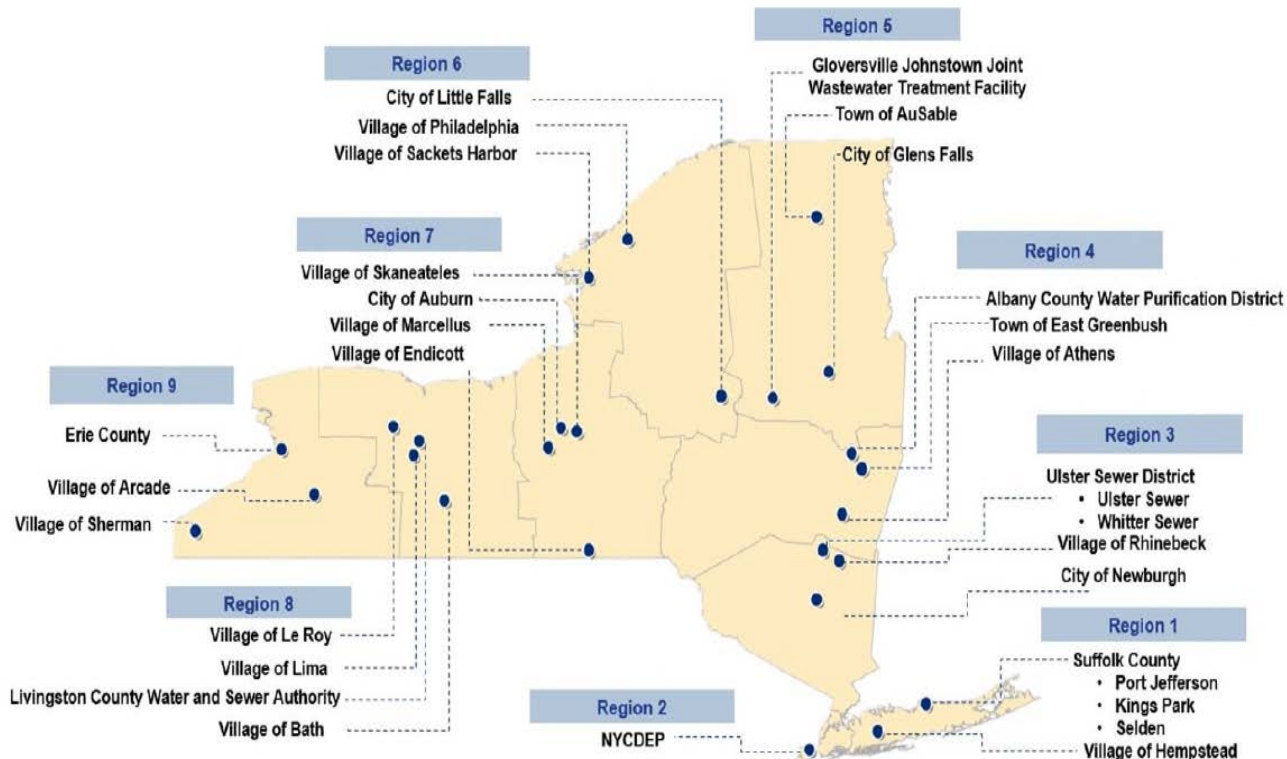 Region 5
Gloversville Johnstown Joint
Wastewater Treatment Facility
Town of AuSable
City of Glens Falls
Region 6
City of Little Falls
Village of Philadelphia
Village of Sackets Harbor
Region 7
Village of Skaneateles
City of Auburn
Village of Marcellus
Village of Endicott
Region 4
Albany County Water Purification District
Town of East Greenbush
Village of Athens
Region 9
Erie County
Village of Arcade
Village of Sherman
Region 3
Ulster Sewer District
• Ulster Sewer
• Whitter Sewer
Village of Rhinebeck
City of Newburgh
Region 8
Village of Le Roy
Village of Lima
Livingston County Water and Sewer Authority
Village of Bath
Region 2
NYCDEP
Region 1
Suffolk County
• Port Jefferson
• Kings Park
• Selden
Village of Hempstead